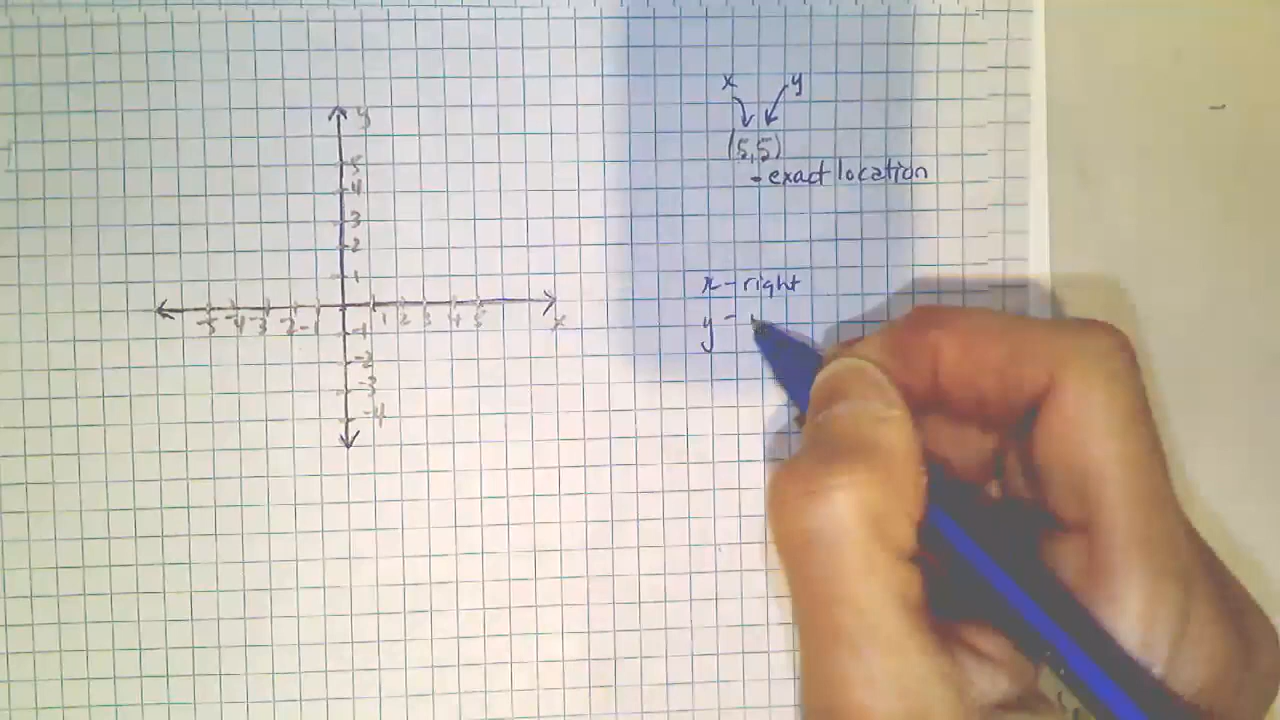 x y
(5,5)
- exact location
y
5
4
3
2
1
x - right
-5 -4 -3 -2 -1 1 2 3 4 5 x
y -
-1
-2
-3
-4